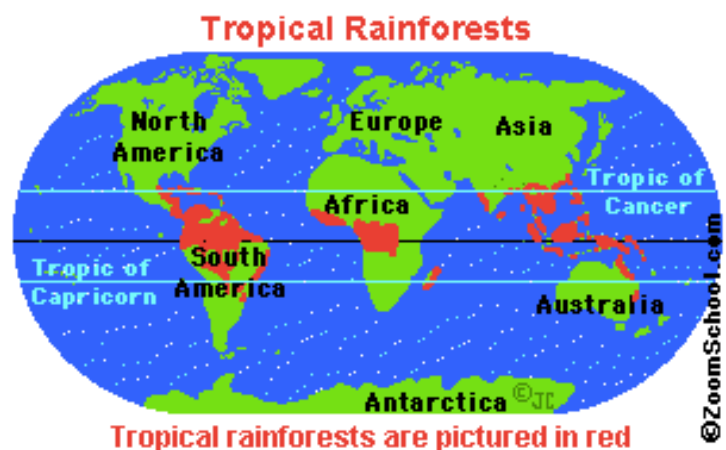 Tropical Rainforests
North
America
Europe
Asia
Africa
Tropic of
Cancer
South
America
Tropic of
Capricorn
Australia
Antarctica
©JC
©ZoomSchool.com
Tropical rainforests are pictured in red